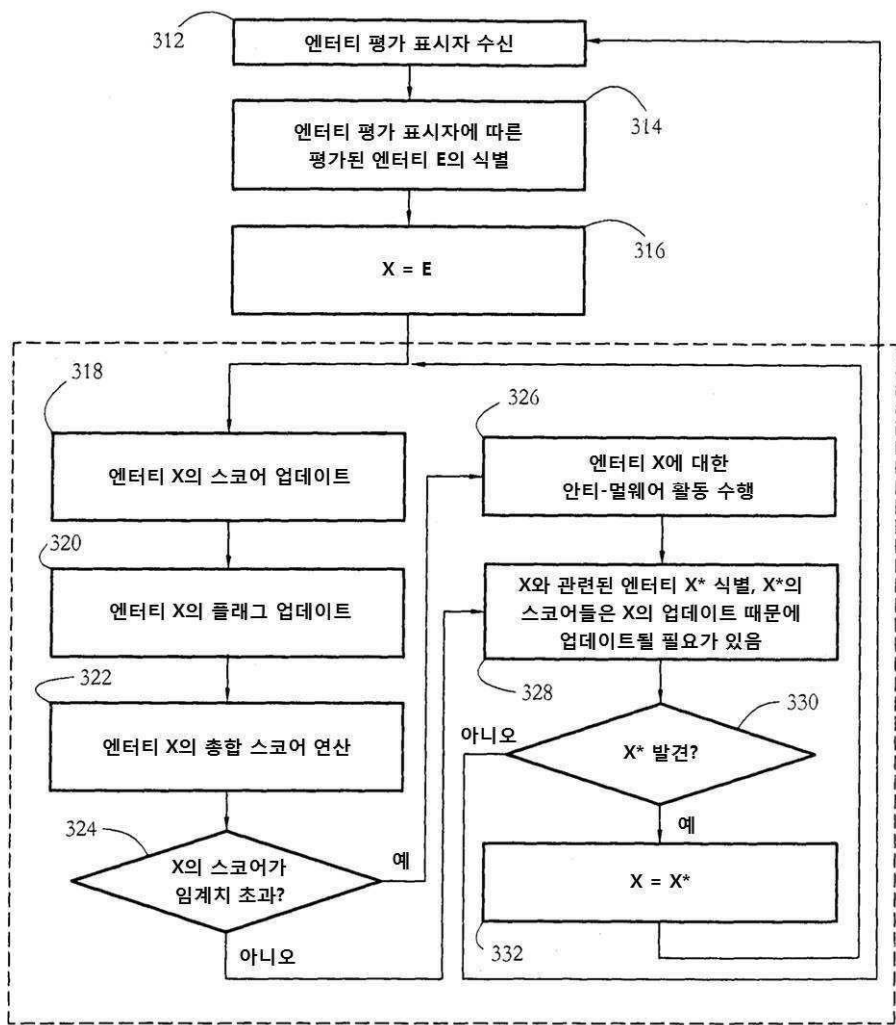 312
엔터티 평가 표시자 수신
엔터티 평가 표시자에 따른
평가된 엔터티 E의 식별
314
X = E
316
318
엔터티 X의 스코어 업데이트
320
엔터티 X의 플래그 업데이트
322
엔터티 X의 총합 스코어 연산
324
X의 스코어가
임계치 초과?
예
아니오
326
엔터티 X에 대한
안티-멀웨어 활동 수행
X와 관련된 엔터티 X* 식별, X*의
스코어들은 X의 업데이트 때문에
업데이트될 필요가 있음
328
330
아니오
X* 발견?
예
X = X*
332